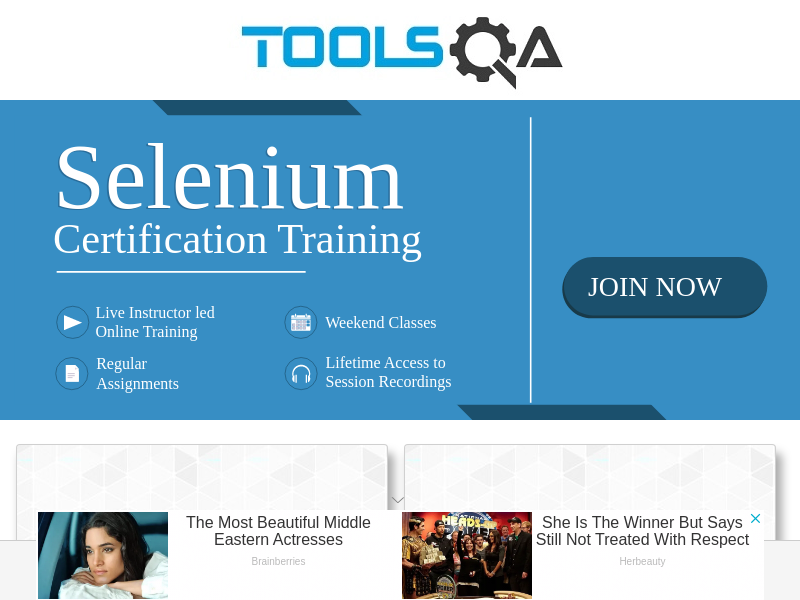 TOOLSQA
Selenium
Certification Training
JOIN NOW
Live Instructor led
Online Training
Weekend Classes
Regular
Assignments
Lifetime Access to
Session Recordings
The Most Beautiful Middle
Eastern Actresses
Brainberries
She Is The Winner But Says
Still Not Treated With Respect
Herbeauty